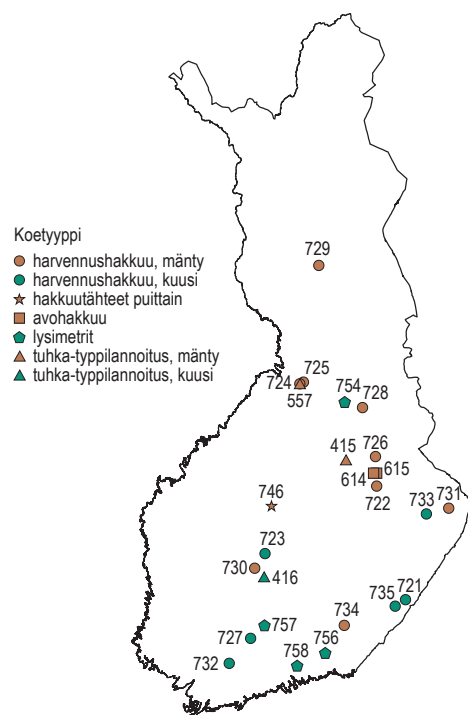 729
Koetyyppi
harvennushakkuu, mänty
harvennushakkuu, kuusi
hakkuutähteet puittain
avohakkuu
lysimetrit
tuhka-typpilannoitus, mänty
tuhka-typpilannoitus, kuusi
724 725
557
754
728
415
726
614 615
722
746
733
731
723
730
416
735
721
734
757
727
756
758
732